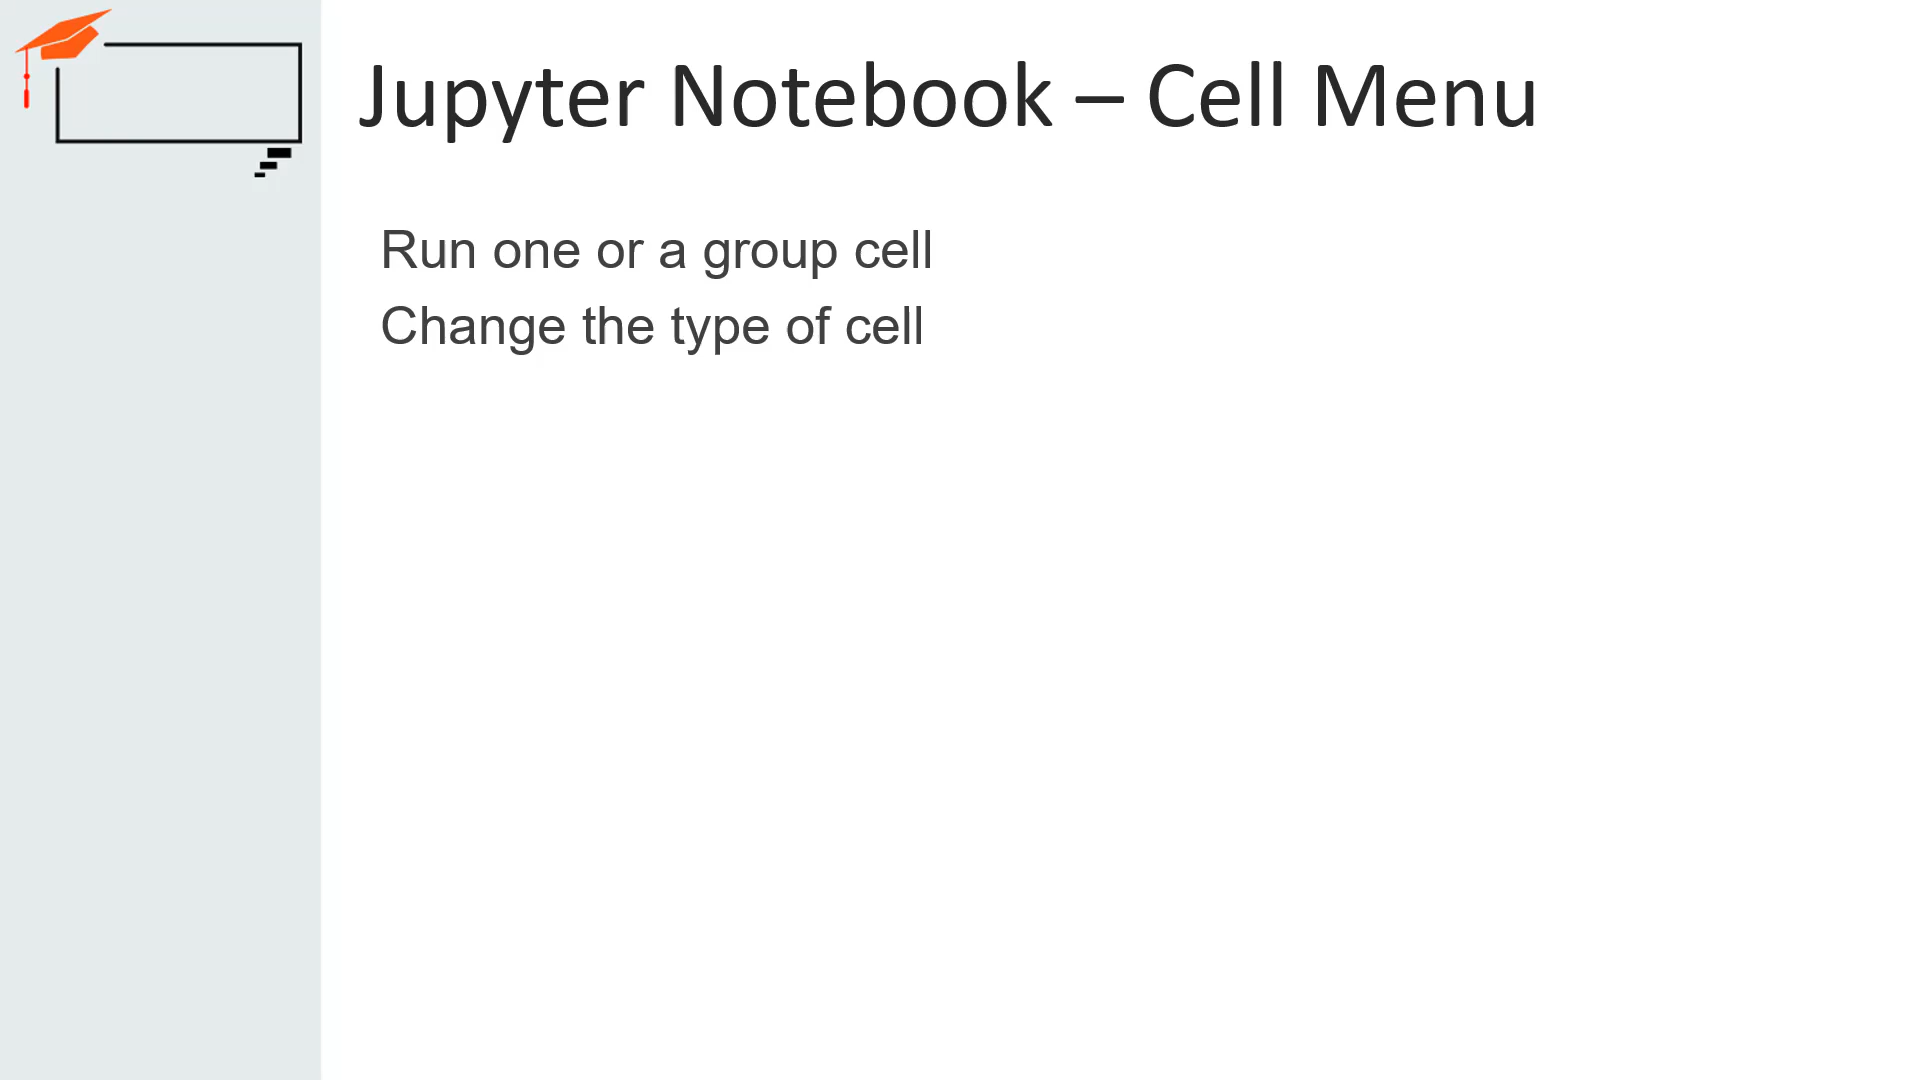 Jupyter Notebook – Cell Menu
Run one or a group cell
Change the type of cell